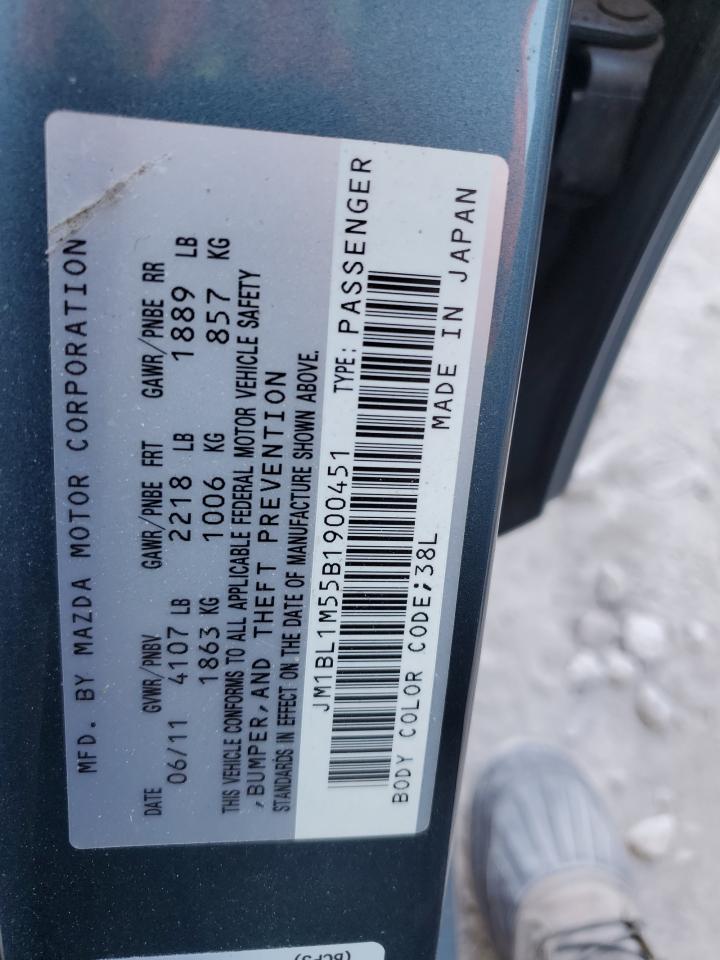 MFD. BY MAZDA MOTOR CORPORATION
DATE GVWR/PNBV GAWR/PNBE FRT GAWR/PNBE RR
06/11 4107 LB 2218 LB 1889 LB
1863 KG 1006 KG 857 KG
THIS VEHICLE CONFORMS TO ALL APPLICABLE FEDERAL MOTOR VEHICLE SAFETY
,BUMPER,AND THEFT PREVENTION
STANDARDS IN EFFECT ON THE DATE OF MANUFACTURE SHOWN ABOVE.
JM1BL1M55B1900451 TYPE: PASSENGER
BODY COLOR CODE;38L MADE IN JAPAN